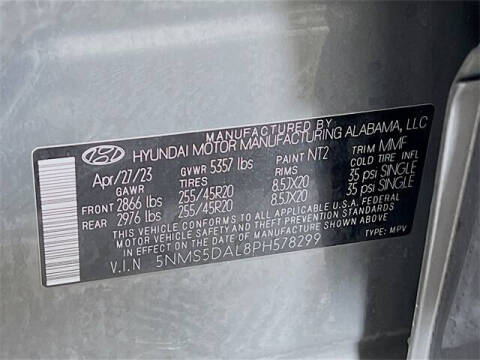 MANUFACTURED BY
HYUNDAI MOTOR MANUFACTURING ALABAMA, LLC
Apr/27/23 GVWR 5357 lbs PAINT NT2 TRIM MMF
GAWR TIRES RIMS COLD TIRE INFL
FRONT 2866 lbs 255/45R20 8.5JX20 35 psi SINGLE
REAR 2976 lbs 255/45R20 8.5JX20 35 psi SINGLE
THIS VEHICLE CONFORMS TO ALL APPLICABLE FEDERAL MOTOR VEHICLE
SAFETY AND THEFT PREVENTION STANDARDS
IN EFFECT ON THE DATE OF MANUFACTURE SHOWN ABOVE.
V.I.N 5NMS5DAL8PH578299 TYPE: MPV